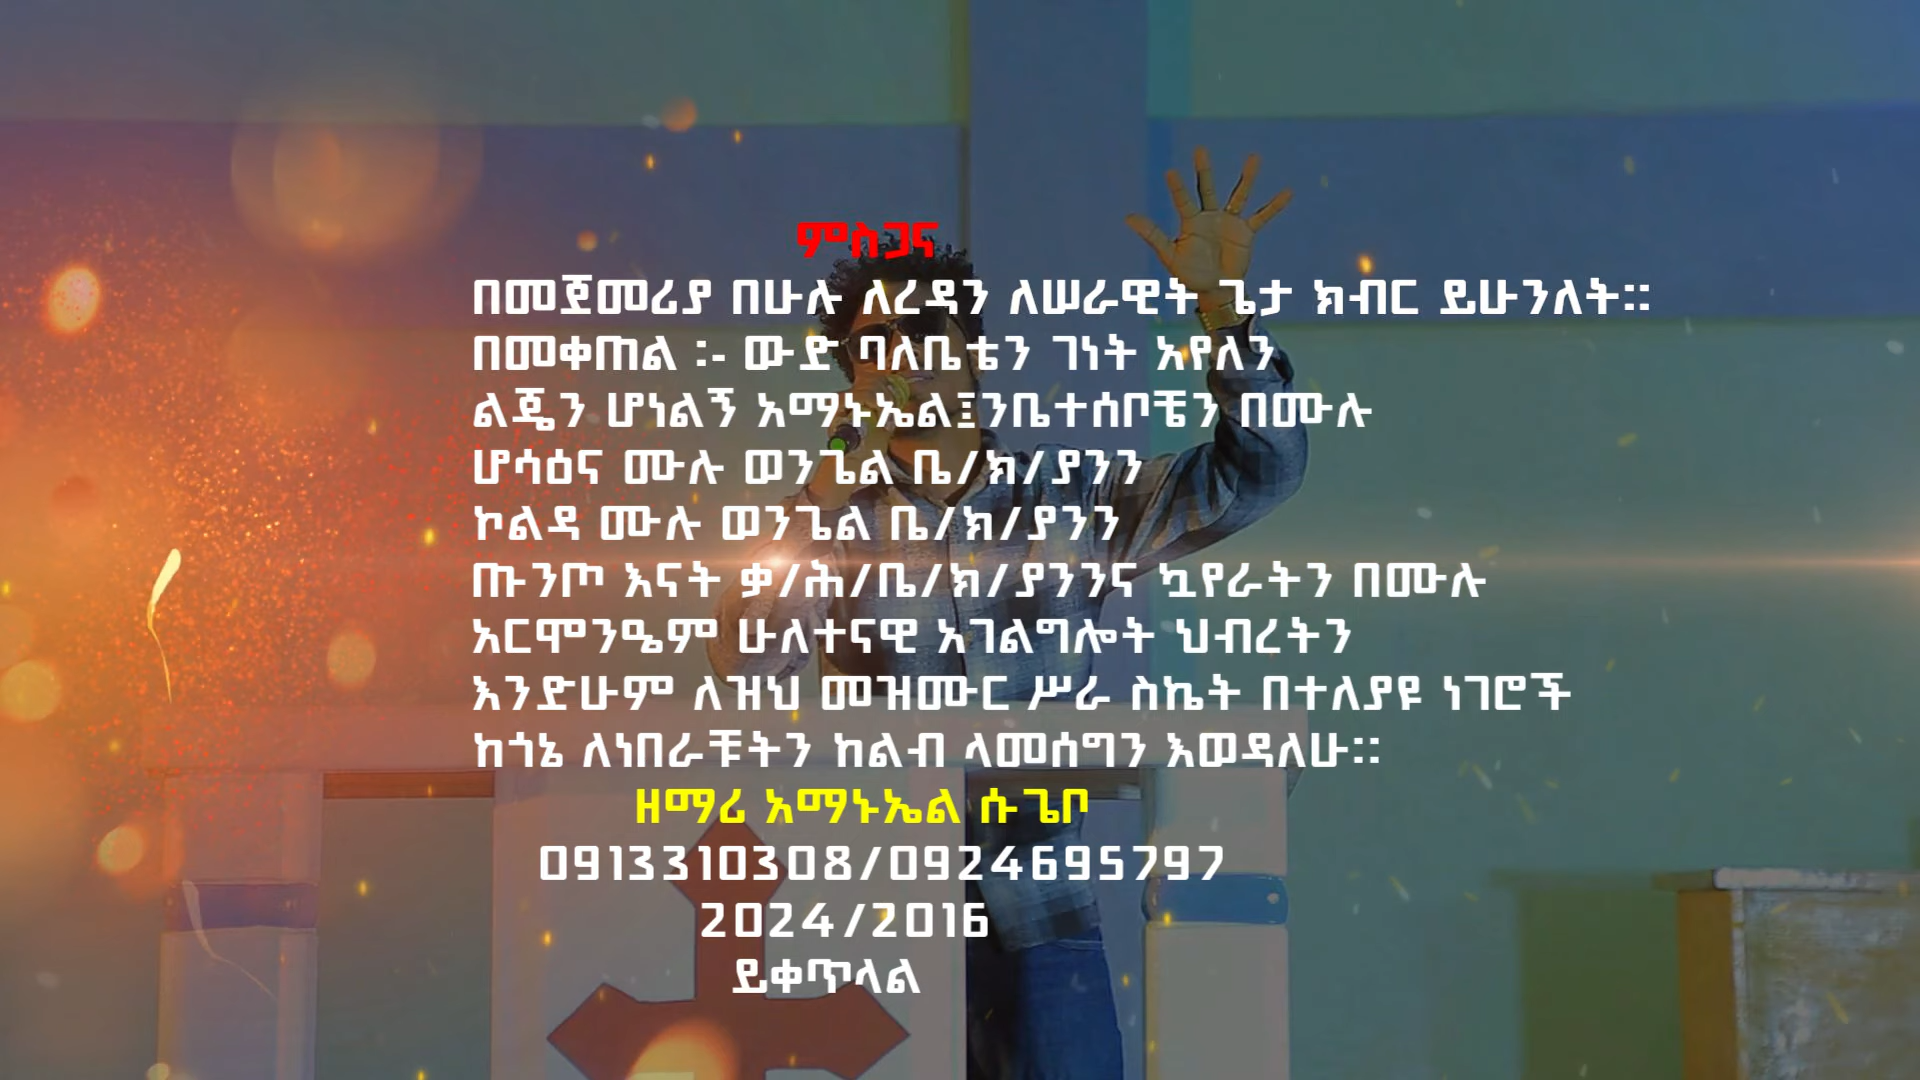 ምስጋና
በመጀመሪያ በሁሉ ለረዳን ለሠራዊት ጌታ ክብር ይሁንለት።
በመቀጠል ፡- ውድ ባለቤቴን ገነት አየለን
ልጄን ሆነልኝ አማኑኤል፤ንቤተሰቦቼን በሙሉ
ሆሳዕና ሙሉ ወንጌል ቤ/ክ/ያንን
ኮልዳ ሙሉ ወንጌል ቤ/ክ/ያንን
ጡንጦ እናት ቃ/ሕ/ቤ/ክ/ያንንና ኳየራትን በሙሉ
አርሞንዔም ሁለተናዊ አገልግሎት ህብረትን
እንድሁም ለዝህ መዝሙር ሥራ ስኬት በተለያዩ ነገሮች
ከጎኔ ለነበራቹትን ከልብ ላመሰግን እወዳለሁ።
ዘማሪ አማኑኤል ሱጌቦ
0913310308/0924695797
2024/2016
ይቀጥላል